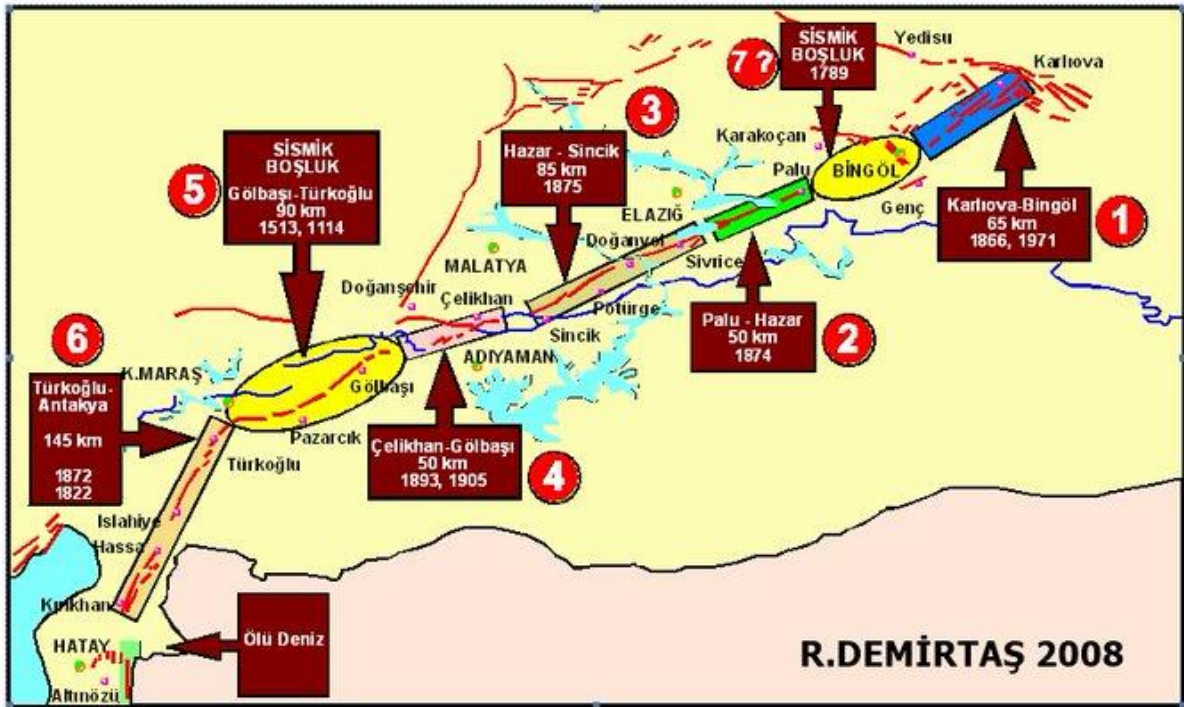 SİSMİK
BOŞLUK
1789
7 ?
Yedisu
Karlıova
3
Karakoçan
Hazar - Sincik
85 km
1875
SİSMİK
BOŞLUK
Gölbaşı-Türkoğlu
90 km
1513, 1114
5
Palu
BİNGÖL
ELAZIĞ
Genç
Karlıova-Bingöl
65 km
1866, 1971
1
Doğanyol
Sivrice
MALATYA
Doğanşehir
Çelikhan
Pötürge
Sincik
Palu - Hazar
50 km
1874
2
6
K.MARAŞ
ADIYAMAN
Gölbaşı
Türkoğlu-
Antakya
145 km
1872
1822
Pazarcık
Türkoğlu
Çelikhan-Gölbaşı
50 km
1893, 1905
4
Islahiye
Hassa
Kırıkhan
HATAY
Altınözü
Ölü Deniz
R.DEMİRTAŞ 2008